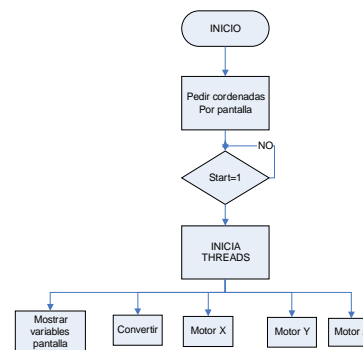 INICIO
Pedir cordenadas
Por pantalla
NO
Start=1
INICIA
THREADS
Mostrar
variables
pantalla
Convertir
Motor X
Motor Y
Motor